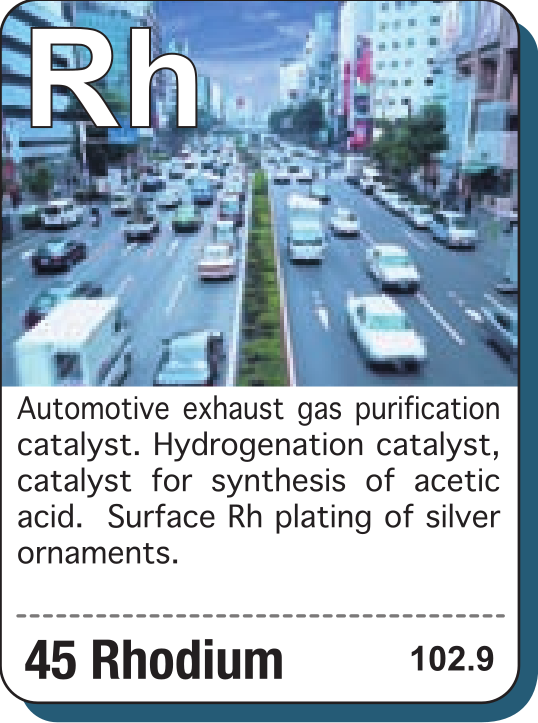 Rh
Automotive exhaust gas purification
catalyst. Hydrogenation catalyst,
catalyst for synthesis of acetic
acid. Surface Rh plating of silver
ornaments.
45 Rhodium 102.9